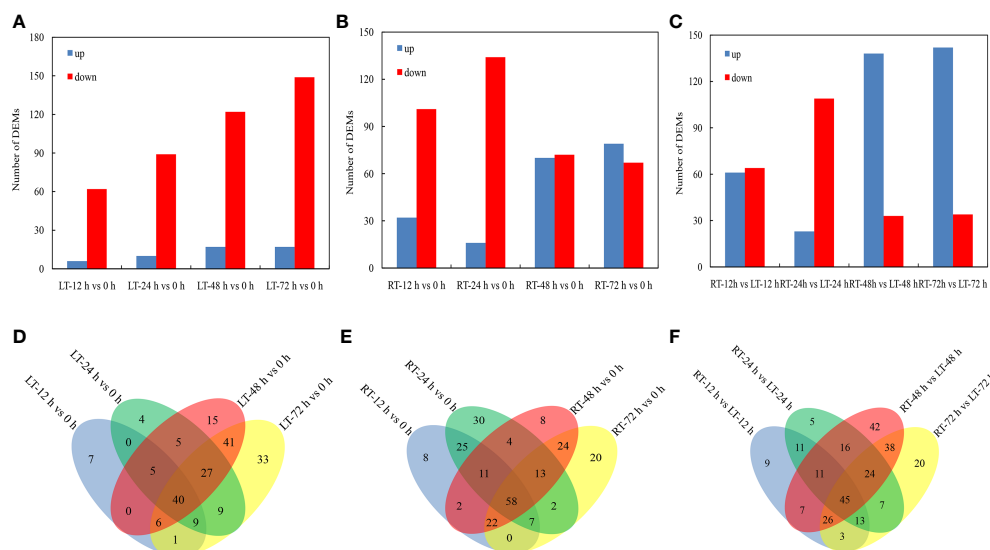 A
B
C
180
150
120
90
60
30
0
Number of DEMs
up
down
LT-12 h vs 0 h
LT-24 h vs 0 h
LT-48 h vs 0 h
LT-72 h vs 0 h
150
120
90
60
30
0
Number of DEMs
up
down
RT-12 h vs 0 h
RT-24 h vs 0 h
RT-48 h vs 0 h
RT-72 h vs 0 h
150
120
90
60
30
0
Number of DEMs
up
down
RT-12h vs LT-12 h
RT-24h vs LT-24 h
RT-48h vs LT-48 h
RT-72h vs LT-72 h
D
LT-12 h vs 0 h
LT-24 h vs 0 h
LT-48 h vs 0 h
LT-72 h vs 0 h
4
15
0
5
41
7
5
27
33
40
0
6
9
9
1
E
RT-12 h vs 0 h
RT-24 h vs 0 h
RT-48 h vs 0 h
RT-72 h vs 0 h
30
8
25
4
24
8
11
13
20
58
2
22
7
2
0
F
RT-12 h vs LT-12 h
RT-24 h vs LT-24 h
RT-48 h vs LT-48 h
RT-72 h vs LT-72 h
5
42
11
16
38
9
11
24
20
45
7
26
13
7
3